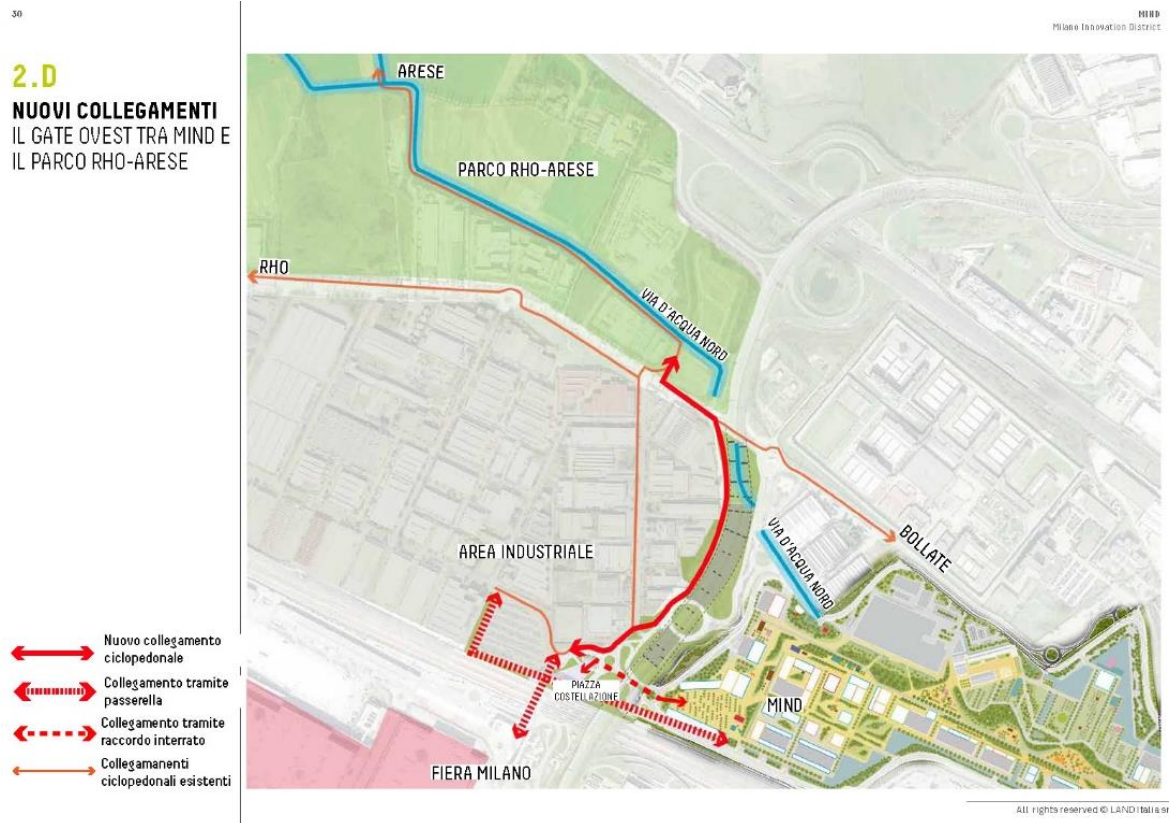 30
MIND
Milano Innovation District
2.D
NUOVI COLLEGAMENTI
IL GATE OVEST TRA MIND E
IL PARCO RHO-ARESE
ARESE
PARCO RHO-ARESE
RHO
VIA D'ACQUA NORD
AREA INDUSTRIALE
VIA D'ACQUA NORD
BOLLATE
PIAZZA
COSTELLAZIONE
MIND
FIERA MILANO
Nuovo collegamento
ciclopedonale
Collegamento tramite
passerella
Collegamento tramite
raccordo interrato
Collegamanenti
ciclopedonali esistenti
All rights reserved © LAND Italia sr